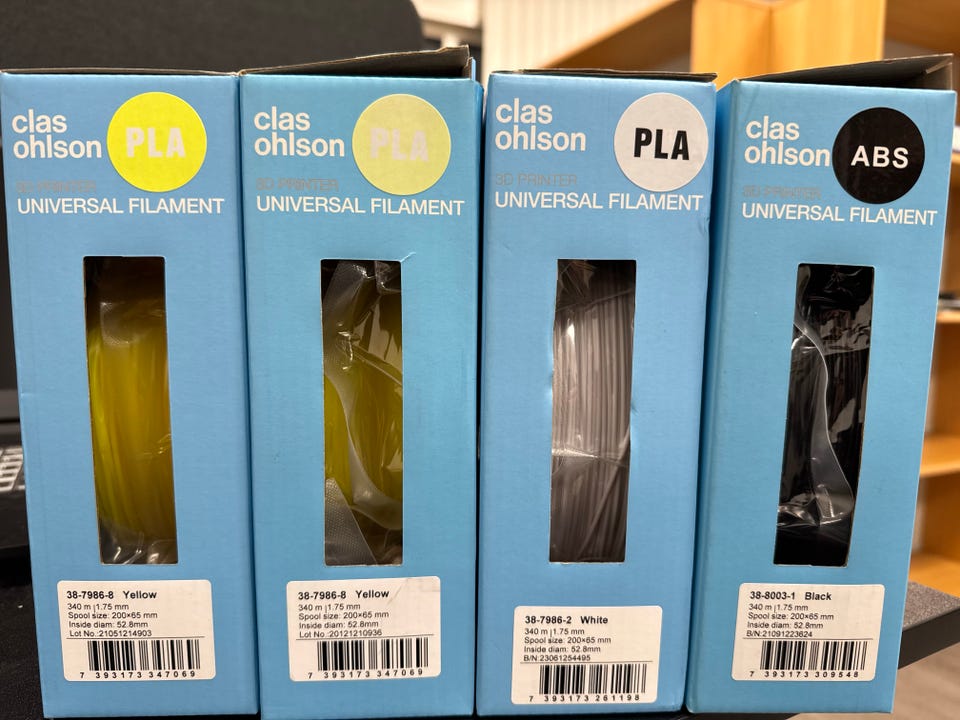 clas
ohlson
PLA
3D PRINTER
UNIVERSAL FILAMENT
38-7986-8 Yellow
340 m | 1.75 mm
Spool size: 200×65 mm
Inside diam: 52.8mm
Lot No.:21051214903
7 393173 347069
clas
ohlson
PLA
3D PRINTER
UNIVERSAL FILAMENT
38-7986-8 Yellow
340 m | 1.75 mm
Spool size: 200×65 mm
Inside diam: 52.8mm
Lot No.:20121210936
7 393173 347069
clas
ohlson
PLA
3D PRINTER
UNIVERSAL FILAMENT
38-7986-2 White
340 m | 1.75 mm
Spool size: 200×65 mm
Inside diam: 52.8mm
B/N:23061254495
7 393173 261198
clas
ohlson
ABS
3D PRINTER
UNIVERSAL FILAMENT
38-8003-1 Black
340 m | 1.75 mm
Spool size: 200×65 mm
Inside diam: 52.8mm
B/N:21091223624
7 393173 309548